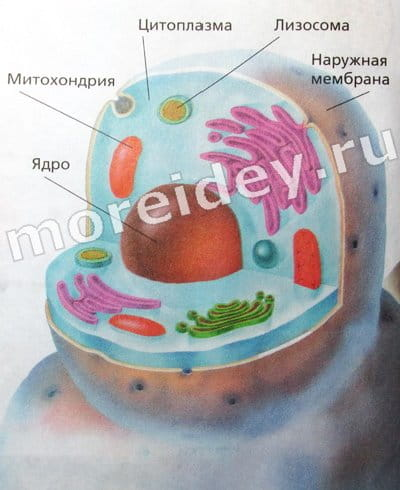 Цитоплазма
Лизосома
Наружная
мембрана
Митохондрия
Ядро
moreidey.ru